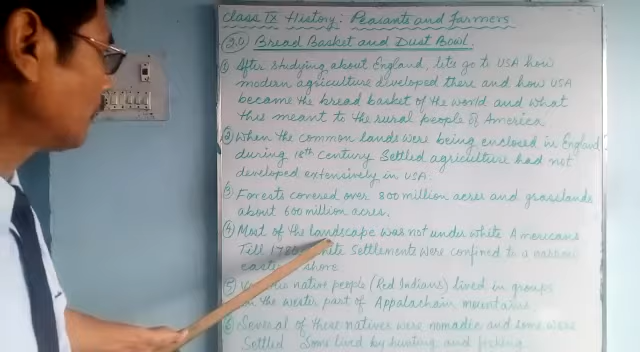 Class IX History: Peasants and Farmers
2.0 Bread Basket and Dust Bowl.
① After studying about England, lets go to USA how
modern agriculture developed there and how USA
became the bread basket of the world and what
this meant to the rural people of America.
② When the common lands were being enclosed in England
during 18th Century Settled agriculture had not
developed extensively in USA.
③ Forests covered over 800 million acres and grasslands
about 600 million acres.
④ Most of the landscape was not under white Americans
Till 178 Settlements were confined to a narrow
shore
⑤ native people (Red Indians) lived in groups
the part of Appalachain mountains.
⑥ Several of these natives were nomadic and some were
Settled Some lived by hunting and fishing